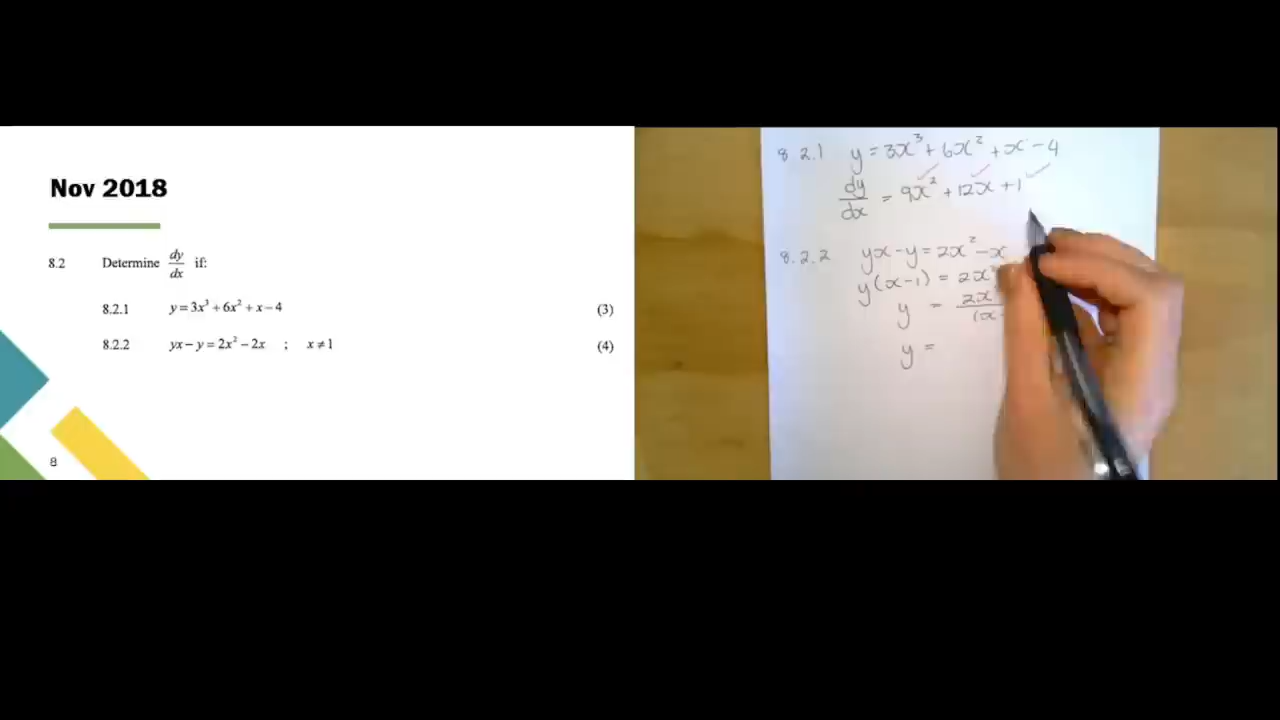 Nov 2018
8.2 Determine dy/dx if:
8.2.1 y = 3x³ + 6x² + x − 4 (3)
8.2.2 yx − y = 2x² − 2x ; x ≠ 1 (4)
8
8.2.1 y = 3x³ + 6x² + x − 4
dy/dx = 9x² + 12x + 1
8.2.2 yx − y = 2x² − x
y(x − 1) = 2x²
y = 2x² / (x −
y =